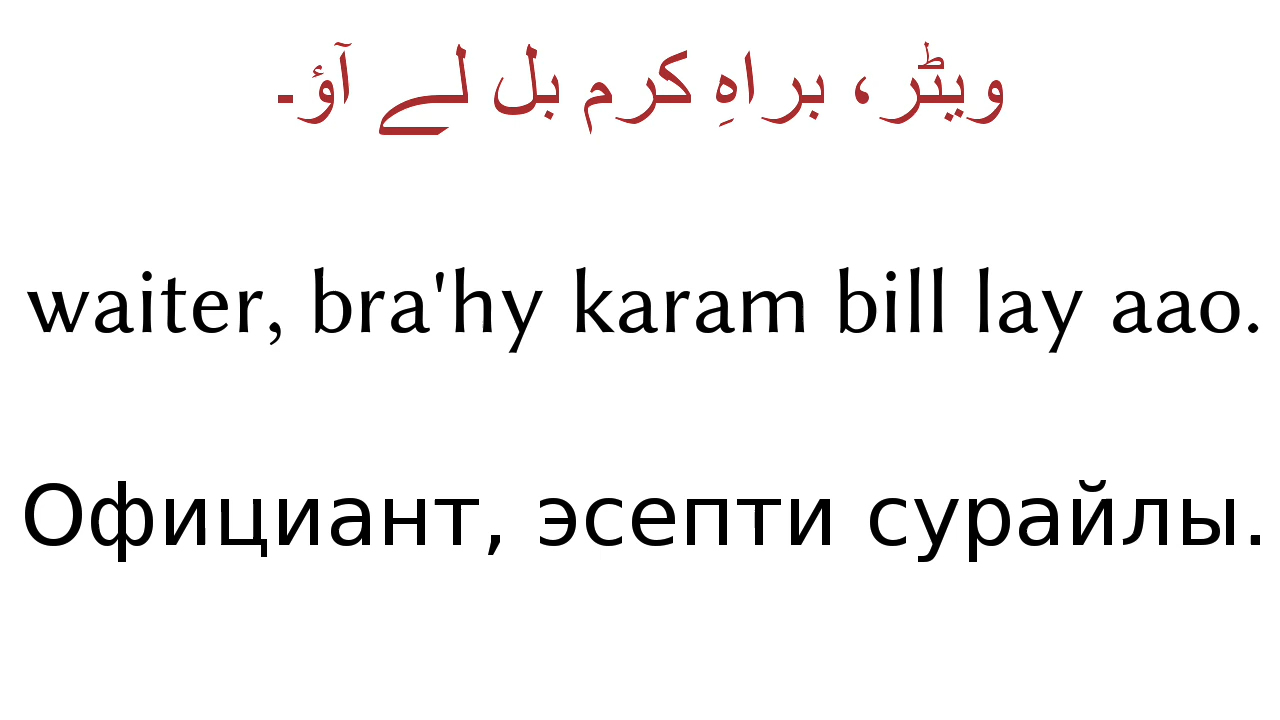 ویٹر، براہِ کرم بل لے آؤ۔
waiter, bra'hy karam bill lay aao.
Официант, эсепти сурайлы.